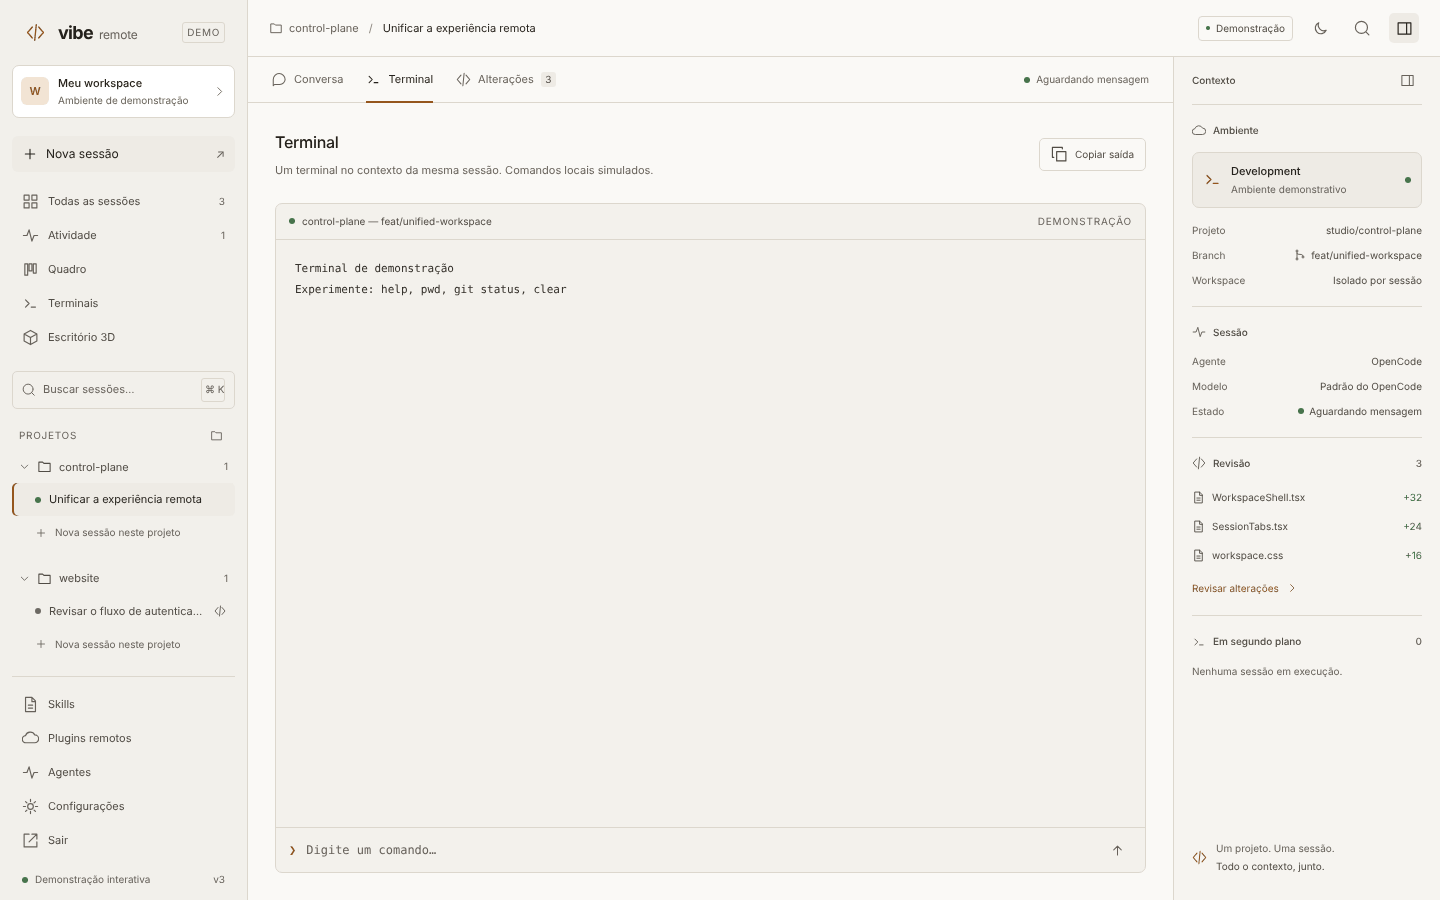 vibe remote
DEMO
W
Meu workspace
Ambiente de demonstração
Nova sessão
Todas as sessões 3
Atividade 1
Quadro
Terminais
Escritório 3D
Buscar sessões... ⌘ K
PROJETOS
control-plane 1
Unificar a experiência remota
Nova sessão neste projeto
website 1
Revisar o fluxo de autentica...
Nova sessão neste projeto
Skills
Plugins remotos
Agentes
Configurações
Sair
Demonstração interativa v3
control-plane / Unificar a experiência remota
Demonstração
Conversa
Terminal
Alterações 3
Aguardando mensagem
Terminal
Um terminal no contexto da mesma sessão. Comandos locais simulados.
Copiar saída
control-plane — feat/unified-workspace
DEMONSTRAÇÃO
Terminal de demonstração
Experimente: help, pwd, git status, clear
❯ Digite um comando…
Contexto
Ambiente
Development
Ambiente demonstrativo
Projeto studio/control-plane
Branch feat/unified-workspace
Workspace Isolado por sessão
Sessão
Agente OpenCode
Modelo Padrão do OpenCode
Estado Aguardando mensagem
Revisão 3
WorkspaceShell.tsx +32
SessionTabs.tsx +24
workspace.css +16
Revisar alterações
Em segundo plano 0
Nenhuma sessão em execução.
Um projeto. Uma sessão.
Todo o contexto, junto.